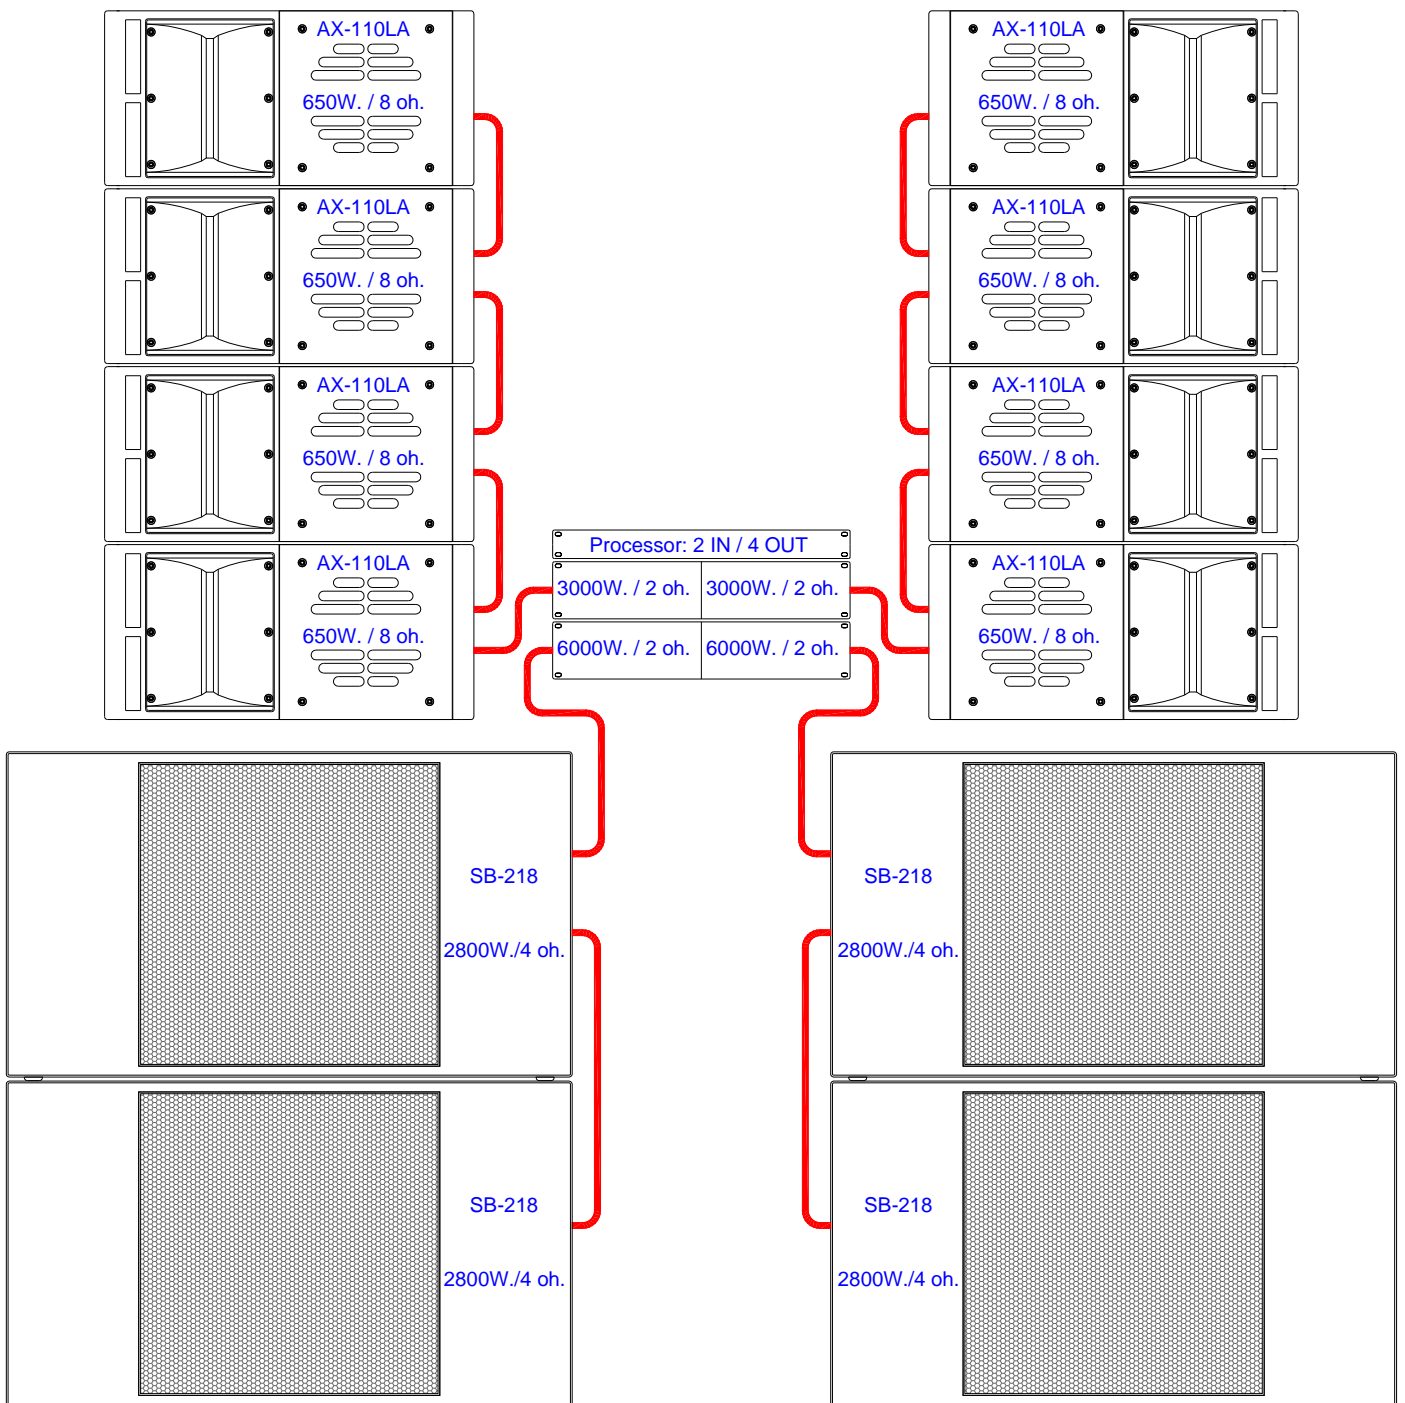 AX-110LA
650W. / 8 oh.
AX-110LA
650W. / 8 oh.
AX-110LA
650W. / 8 oh.
AX-110LA
650W. / 8 oh.
AX-110LA
650W. / 8 oh.
AX-110LA
650W. / 8 oh.
AX-110LA
650W. / 8 oh.
AX-110LA
650W. / 8 oh.
Processor: 2 IN / 4 OUT
3000W. / 2 oh.
3000W. / 2 oh.
6000W. / 2 oh.
6000W. / 2 oh.
SB-218
2800W./4 oh.
SB-218
2800W./4 oh.
SB-218
2800W./4 oh.
SB-218
2800W./4 oh.